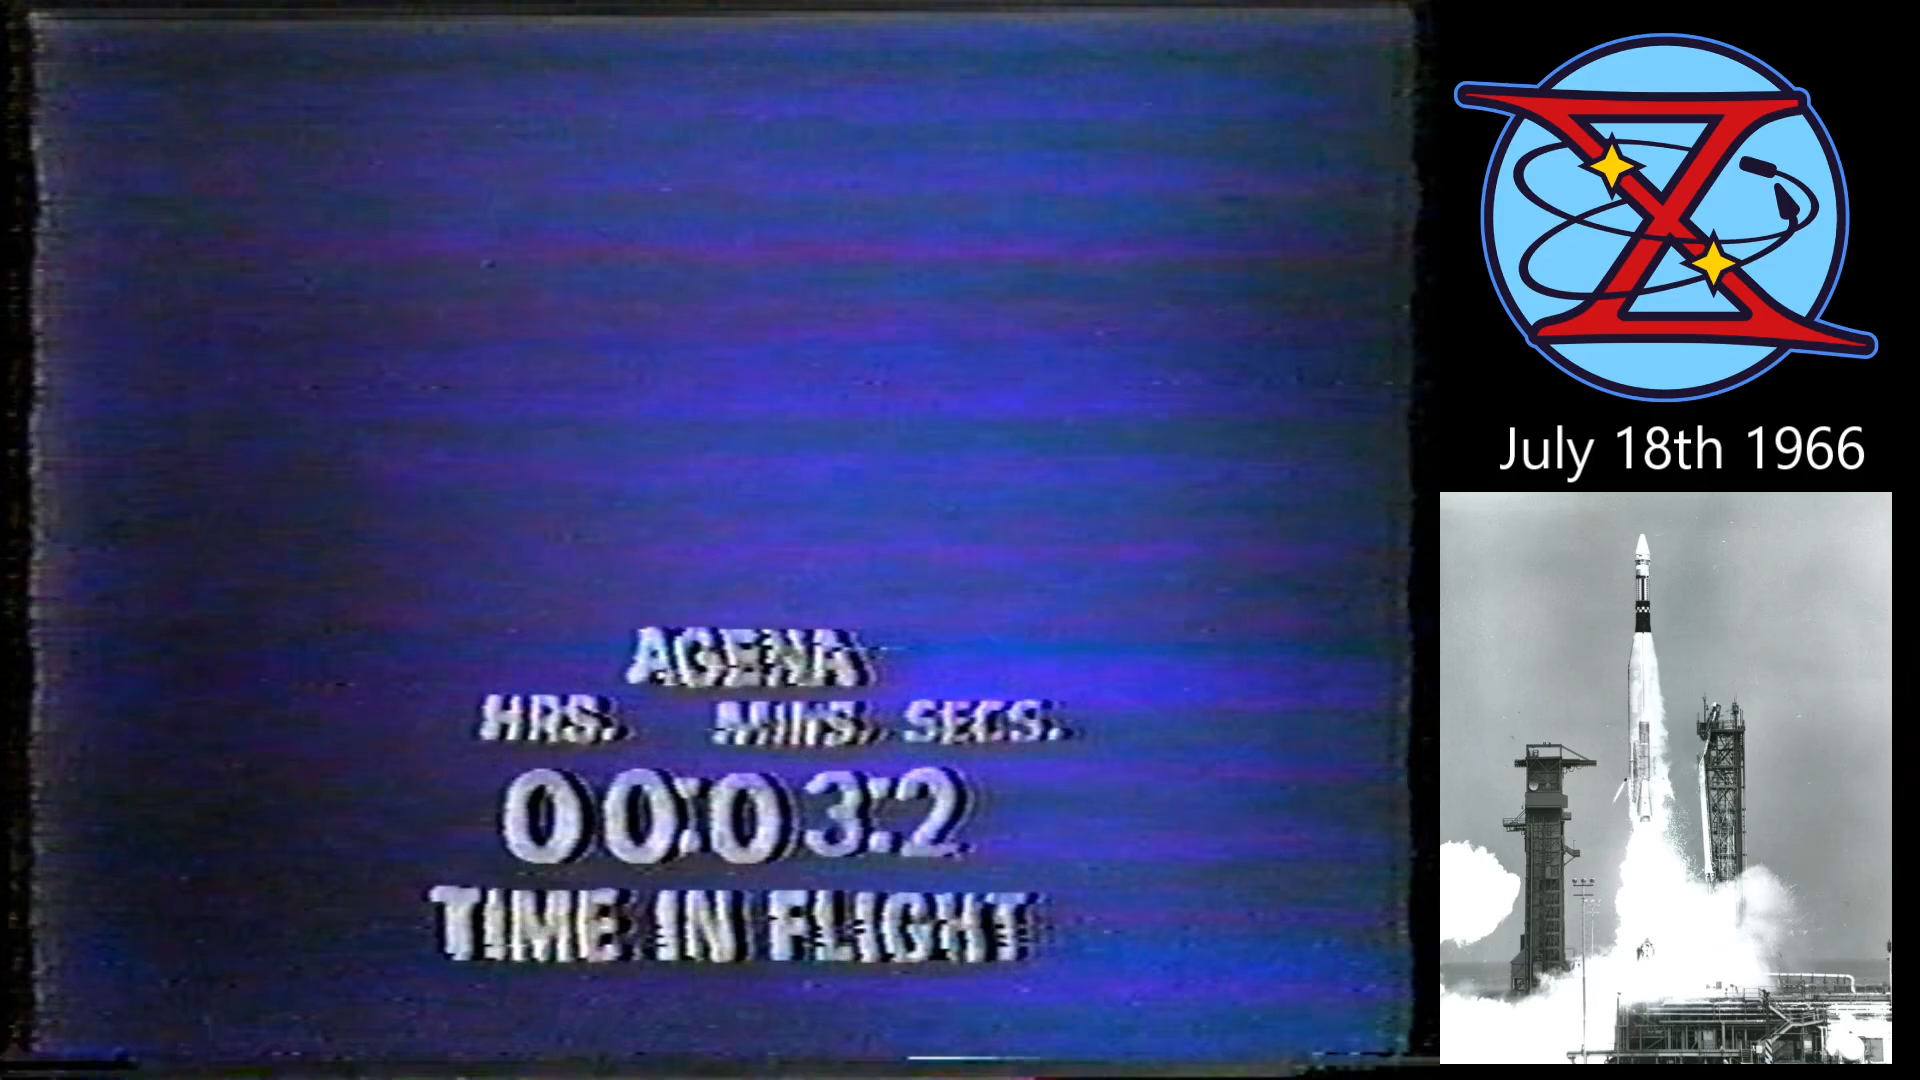 AGENA
HRS. MINS. SECS.
00:03:2
TIME IN FLIGHT
X
July 18th 1966